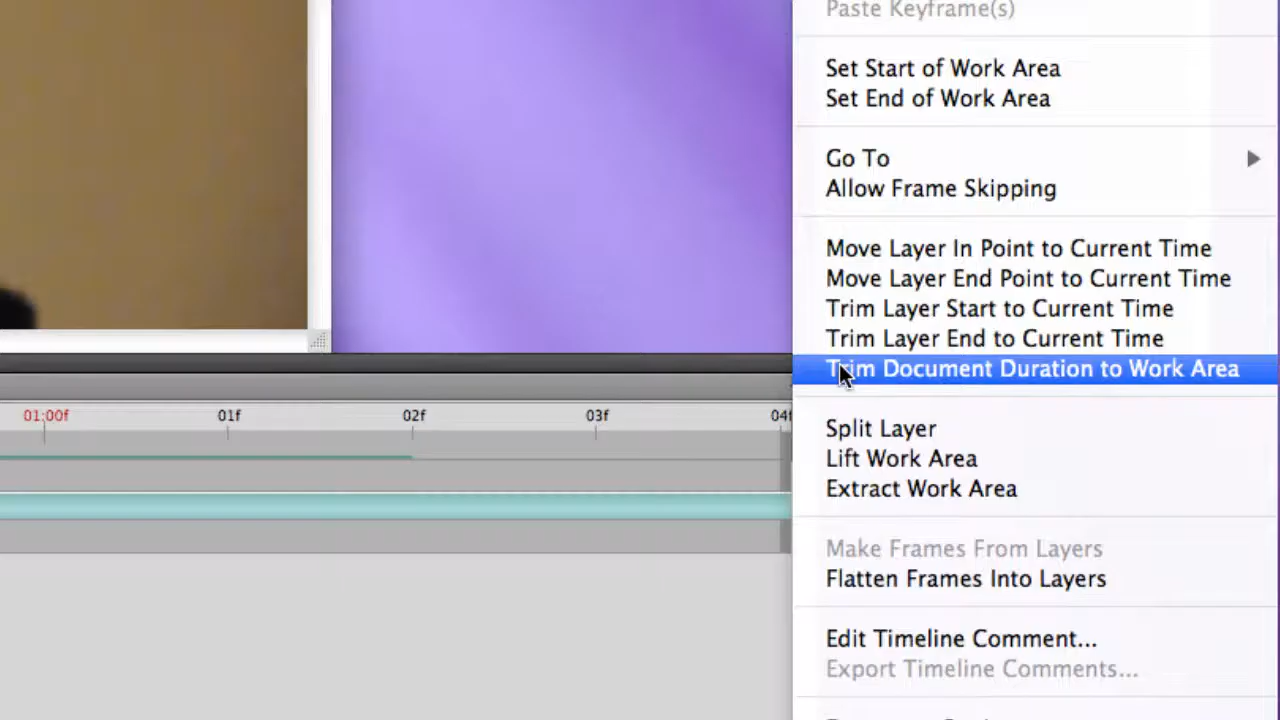 Paste Keyframe(s)
Set Start of Work Area
Set End of Work Area
Go To
Allow Frame Skipping
Move Layer In Point to Current Time
Move Layer End Point to Current Time
Trim Layer Start to Current Time
Trim Layer End to Current Time
Trim Document Duration to Work Area
01:00f 01f 02f 03f 04f
Split Layer
Lift Work Area
Extract Work Area
Make Frames From Layers
Flatten Frames Into Layers
Edit Timeline Comment...
Export Timeline Comments...